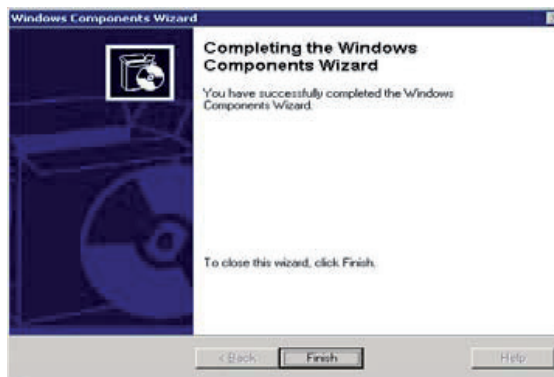 Windows Components Wizard
Completing the Windows
Components Wizard
You have successfully completed the Windows
Components Wizard.
To close this wizard, click Finish.
< Back
Finish
Help